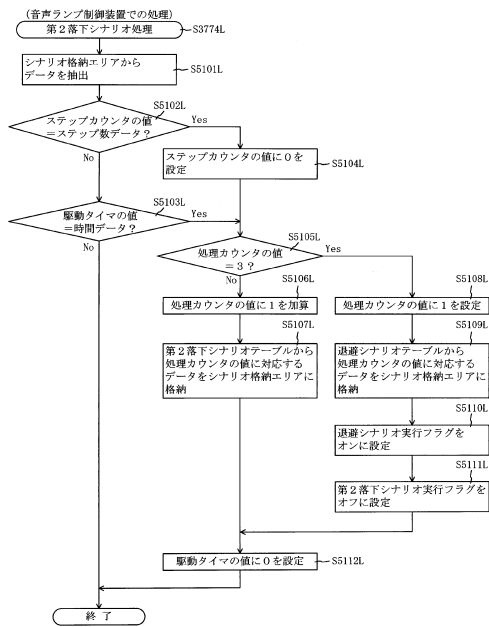 (音声ランプ制御装置での処理)
第2落下シナリオ処理
S3774L
シナリオ格納エリアから
データを抽出
S5101L
S5102L
ステップカウンタの値
=ステップ数データ?
Yes
No
ステップカウンタの値に0を
設定
S5104L
S5103L
駆動タイマの値
=時間データ?
Yes
No
S5105L
処理カウンタの値
=3?
Yes
No
S5106L
処理カウンタの値に1を加算
S5108L
処理カウンタの値に1を設定
S5107L
第2落下シナリオテーブルから
処理カウンタの値に対応する
データをシナリオ格納エリアに
格納
S5109L
退避シナリオテーブルから
処理カウンタの値に対応する
データをシナリオ格納エリアに
格納
S5110L
退避シナリオ実行フラグを
オンに設定
S5111L
第2落下シナリオ実行フラグを
オフに設定
駆動タイマの値に0を設定
S5112L
終了